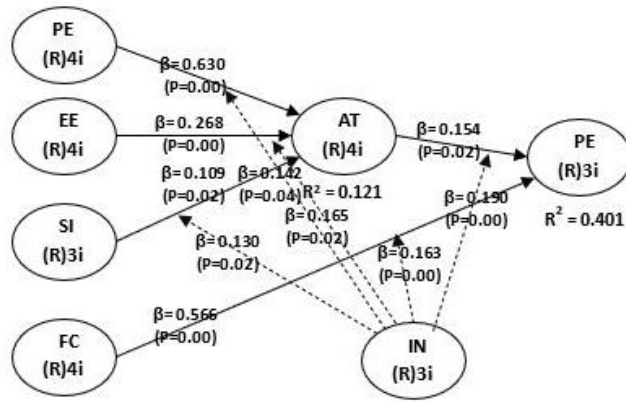 PE
(R)4i
β= 0.630
(P=0.00)
EE
(R)4i
β= 0. 268
(P=0.00)
AT
(R)4i
β= 0.154
(P=0.02)
PE
(R)3i
β= 0.109
(P=0.02)
β= 0.142
(P=0.04)
R² = 0.121
β= 0.190
(P=0.00)
R² = 0.401
SI
(R)3i
β= 0.165
(P=0.02)
β= 0.130
(P=0.02)
β= 0.163
(P=0.00)
β= 0.566
(P=0.00)
FC
(R)4i
IN
(R)3i